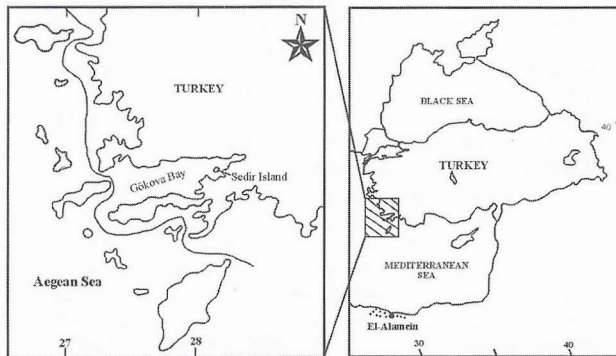 N
TURKEY
Gökova Bay
Sedir Island
Aegean Sea
27
28
BLACK SEA
40
TURKEY
MEDITERRANEAN
SEA
El-Alamein
30
40